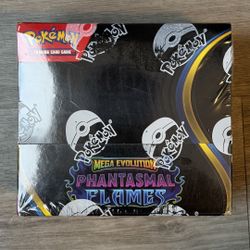 POKÉMON
TRADING CARD GAME
POKÉMON
POKÉMON
POKÉMON
POKÉMON
MEGA EVOLUTION
PHANTASMAL
FLAMES